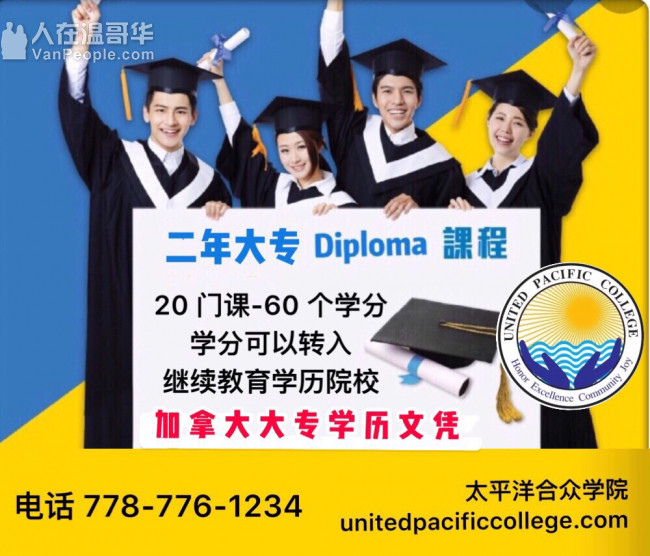 人在温哥华
VanPeople.com
二年大专 Diploma 課程
20 门课-60 个学分
学分可以转入
继续教育学历院校
加拿大大专学历文凭
UNITED PACIFIC COLLEGE
Honor Excellence Community Joy
电话 778-776-1234
太平洋合众学院
unitedpacificcollege.com